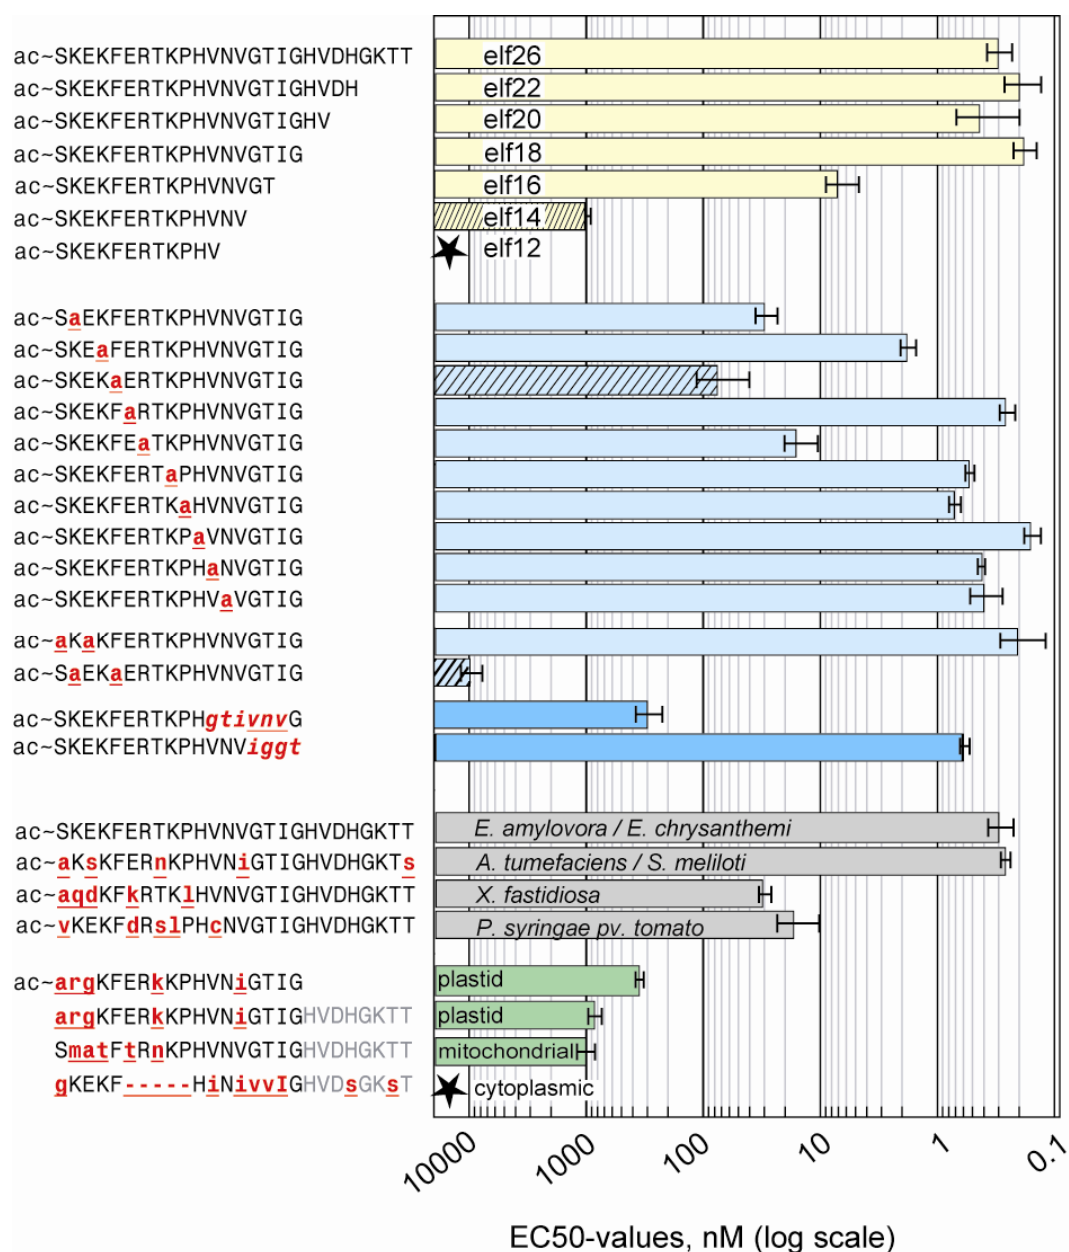 ac~SKEKFERTKPHVNVGTIGHVDHGKTT elf26
ac~SKEKFERTKPHVNVGTIGHVDH elf22
ac~SKEKFERTKPHVNVGTIGHV elf20
ac~SKEKFERTKPHVNVGTIG elf18
ac~SKEKFERTKPHVNVGT elf16
ac~SKEKFERTKPHVNV elf14
ac~SKEKFERTKPHV elf12
ac~SaEKFERTKPHVNVGTIG
ac~SKEaFERTKPHVNVGTIG
ac~SKEKaERTKPHVNVGTIG
ac~SKEKFaRTKPHVNVGTIG
ac~SKEKFEaTKPHVNVGTIG
ac~SKEKFERTaPHVNVGTIG
ac~SKEKFERTKaHVNVGTIG
ac~SKEKFERTKPaVNVGTIG
ac~SKEKFERTKPHaNVGTIG
ac~SKEKFERTKPHVaVGTIG
ac~aKaKFERTKPHVNVGTIG
ac~SaEKaERTKPHVNVGTIG
ac~SKEKFERTKPHgtivnvG
ac~SKEKFERTKPHVNViggt
ac~SKEKFERTKPHVNVGTIGHVDHGKTT E. amylovora / E. chrysanthemi
ac~aKsKFERnKPHVNiGTIGHVDHGKTs A. tumefaciens / S. meliloti
ac~aqdKFkRTKlHVNVGTIGHVDHGKTT X. fastidiosa
ac~vKEKFdRslPHcNVGTIGHVDHGKTT P. syringae pv. tomato
ac~argKFERkKPHVNiGTIG plastid
argKFERkKPHVNiGTIGHVDHGKTT plastid
SmatFtRnKPHVNVGTIGHVDHGKTT mitochondrial
gKEKF-----HiNivvIGHVDsGKsT cytoplasmic
10000 1000 100 10 1 0.1
EC50-values, nM (log scale)